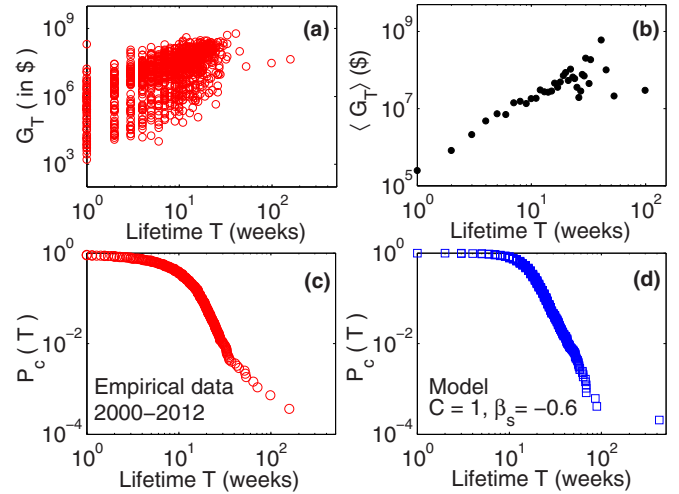 (a)
G_T ( in $ )
10^9
10^6
10^3
10^0 10^1 10^2
Lifetime T (weeks)
(b)
⟨ G_T ⟩ ($)
10^9
10^7
10^5
10^0 10^1 10^2
Lifetime T (weeks)
(c)
P_c ( T )
10^0
10^-2
10^-4
Empirical data
2000−2012
10^0 10^1 10^2
Lifetime T (weeks)
(d)
P_c ( T )
10^0
10^-2
10^-4
Model
C = 1, β_s = −0.6
10^0 10^1 10^2
Lifetime T (weeks)